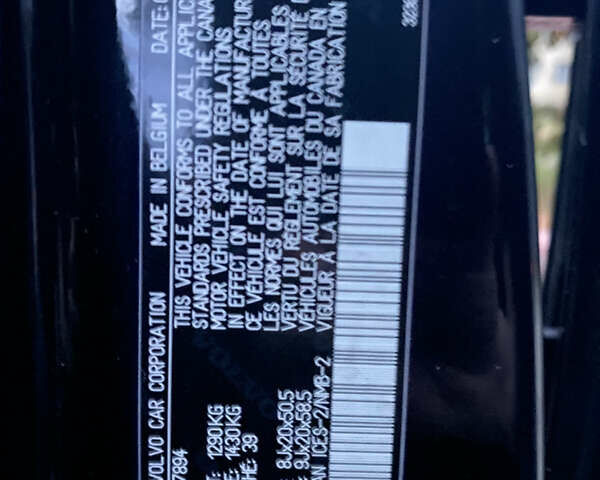 VOLVO CAR CORPORATION MADE IN BELGIUM DATE:
THIS VEHICLE CONFORMS TO ALL APPLIC
STANDARDS PRESCRIBED UNDER THE CANA
MOTOR VEHICLE SAFETY REGULATIONS
IN EFFECT ON THE DATE OF MANUFACTUR
CE VÉHICULE EST CONFORME À TOUTES
LES NORMES QUI LUI SONT APPLICABLES
VERTU DU RÈGLEMENT SUR LA SÉCURITÉ D
VÉHICULES AUTOMOBILES DU CANADA EN
VIGUEUR À LA DATE DE SA FABRICATION
7894
1290KG
1430KG
HE: 39
8Jx20x50.5
9Jx20x58.5
AN ICES-2/NMB-2